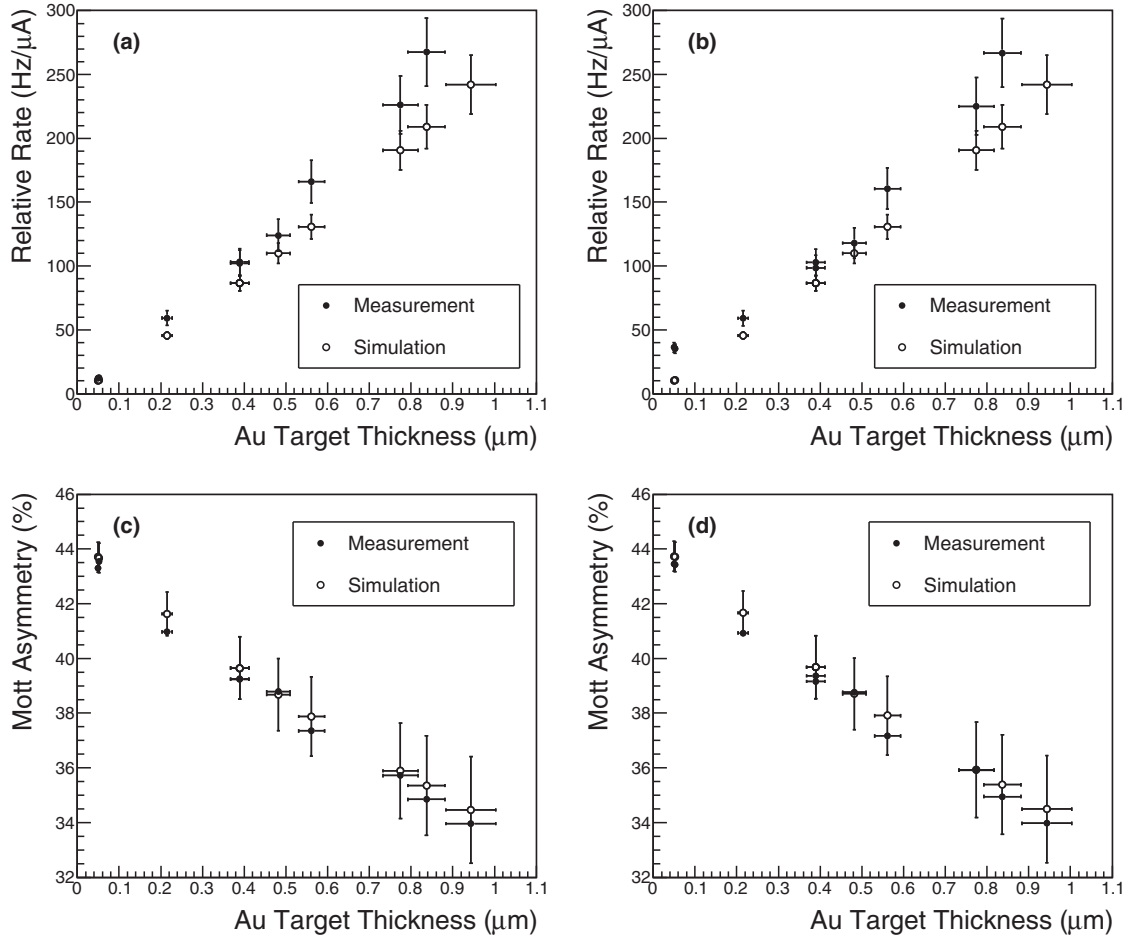 (a)
Relative Rate (Hz/μA)
300
250
200
150
100
50
0
Measurement
Simulation
0 0.1 0.2 0.3 0.4 0.5 0.6 0.7 0.8 0.9 1 1.1
Au Target Thickness (μm)
(b)
Relative Rate (Hz/μA)
300
250
200
150
100
50
0
Measurement
Simulation
0 0.1 0.2 0.3 0.4 0.5 0.6 0.7 0.8 0.9 1 1.1
Au Target Thickness (μm)
(c)
Mott Asymmetry (%)
46
44
42
40
38
36
34
32
Measurement
Simulation
0 0.1 0.2 0.3 0.4 0.5 0.6 0.7 0.8 0.9 1 1.1
Au Target Thickness (μm)
(d)
Mott Asymmetry (%)
46
44
42
40
38
36
34
32
Measurement
Simulation
0 0.1 0.2 0.3 0.4 0.5 0.6 0.7 0.8 0.9 1 1.1
Au Target Thickness (μm)